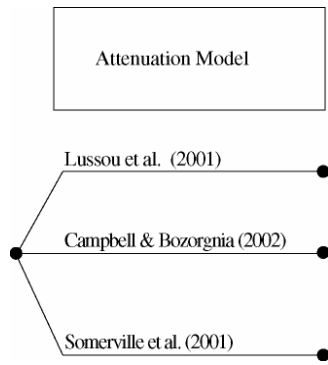 Attenuation Model
Lussou et al. (2001)
Campbell & Bozorgnia (2002)
Somerville et al. (2001)